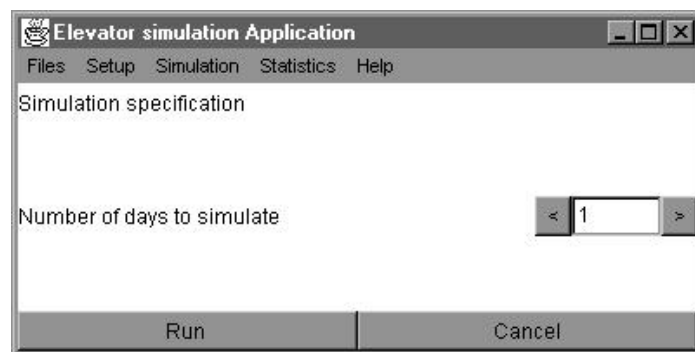 Elevator simulation Application
Files Setup Simulation Statistics Help
Simulation specification
Number of days to simulate < 1 >
Run Cancel